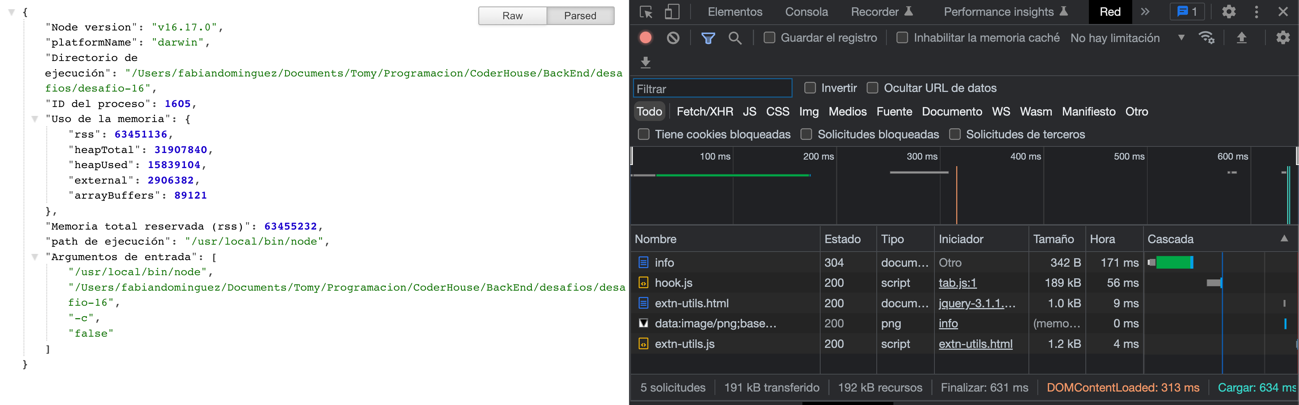 {
Raw
Parsed
"Node version": "v16.17.0",
"platformName": "darwin",
"Directorio de
ejecución": "/Users/fabiandominguez/Documents/Tomy/Programacion/CoderHouse/BackEnd/desa
fios/desafio-16",
"ID del proceso": 1605,
"Uso de la memoria": {
"rss": 63451136,
"heapTotal": 31907840,
"heapUsed": 15839104,
"external": 2906382,
"arrayBuffers": 89121
},
"Memoria total reservada (rss)": 63455232,
"path de ejecución": "/usr/local/bin/node",
"Argumentos de entrada": [
"/usr/local/bin/node",
"/Users/fabiandominguez/Documents/Tomy/Programacion/CoderHouse/BackEnd/desafios/desa
fio-16",
"-c",
"false"
]
}
Elementos Consola Recorder Performance insights Red » 1
Guardar el registro Inhabilitar la memoria caché No hay limitación
Filtrar Invertir Ocultar URL de datos
Todo Fetch/XHR JS CSS Img Medios Fuente Documento WS Wasm Manifiesto Otro
Tiene cookies bloqueadas Solicitudes bloqueadas Solicitudes de terceros
100 ms 200 ms 300 ms 400 ms 500 ms 600 ms
Nombre Estado Tipo Iniciador Tamaño Hora Cascada
info 304 docum... Otro 342 B 171 ms
hook.js 200 script tab.js:1 189 kB 56 ms
extn-utils.html 200 docum... jquery-3.1.1.... 1.0 kB 9 ms
data:image/png;base... 200 png info (memo... 0 ms
extn-utils.js 200 script extn-utils.html 1.2 kB 4 ms
5 solicitudes 191 kB transferido 192 kB recursos Finalizar: 631 ms DOMContentLoaded: 313 ms Cargar: 634 ms